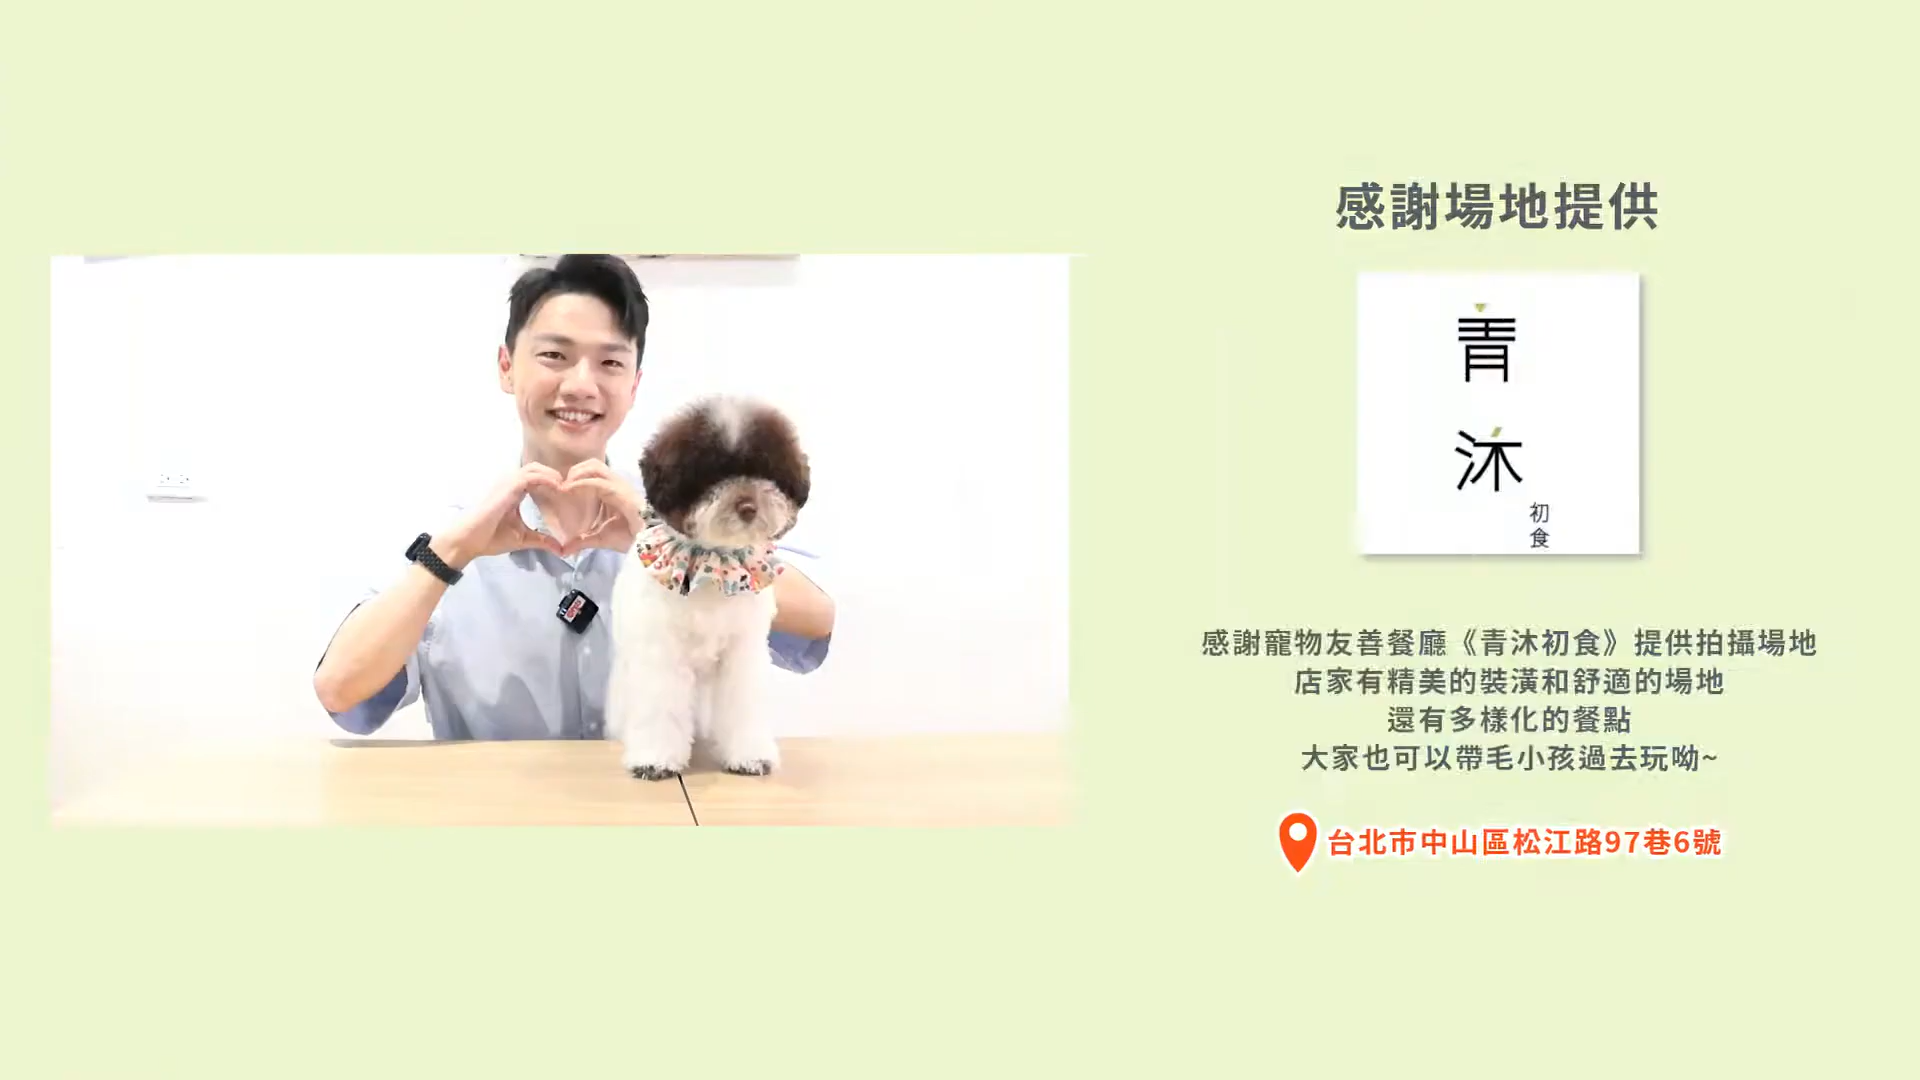 感謝場地提供
青
沐
初
食
感謝寵物友善餐廳《青沐初食》提供拍攝場地
店家有精美的裝潢和舒適的場地
還有多樣化的餐點
大家也可以帶毛小孩過去玩呦~
台北市中山區松江路97巷6號